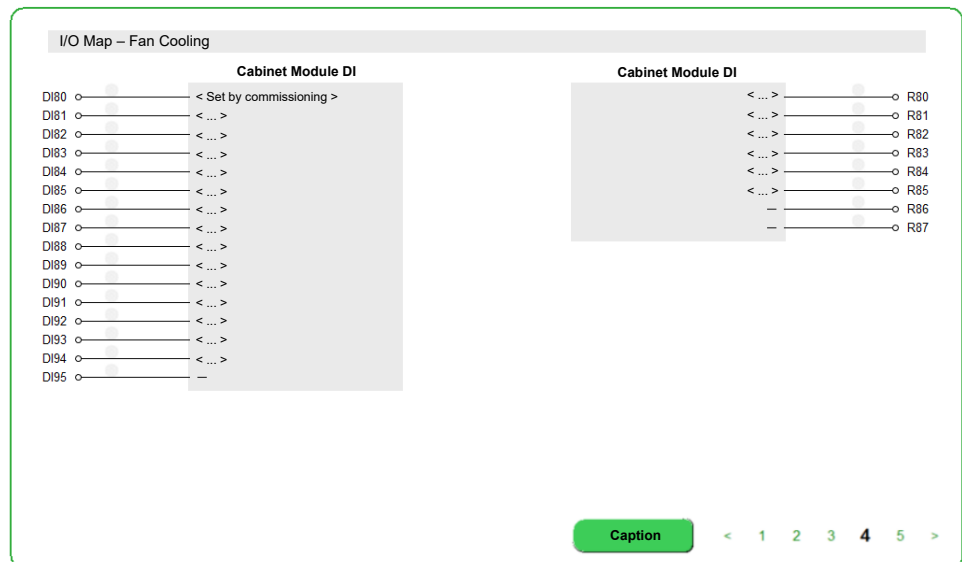 I/O Map – Fan Cooling
Cabinet Module DI
DI80 < Set by commissioning >
DI81 < ... >
DI82 < ... >
DI83 < ... >
DI84 < ... >
DI85 < ... >
DI86 < ... >
DI87 < ... >
DI88 < ... >
DI89 < ... >
DI90 < ... >
DI91 < ... >
DI92 < ... >
DI93 < ... >
DI94 < ... >
DI95 –
Cabinet Module DI
< ... > R80
< ... > R81
< ... > R82
< ... > R83
< ... > R84
< ... > R85
– R86
– R87
Caption < 1 2 3 4 5 >